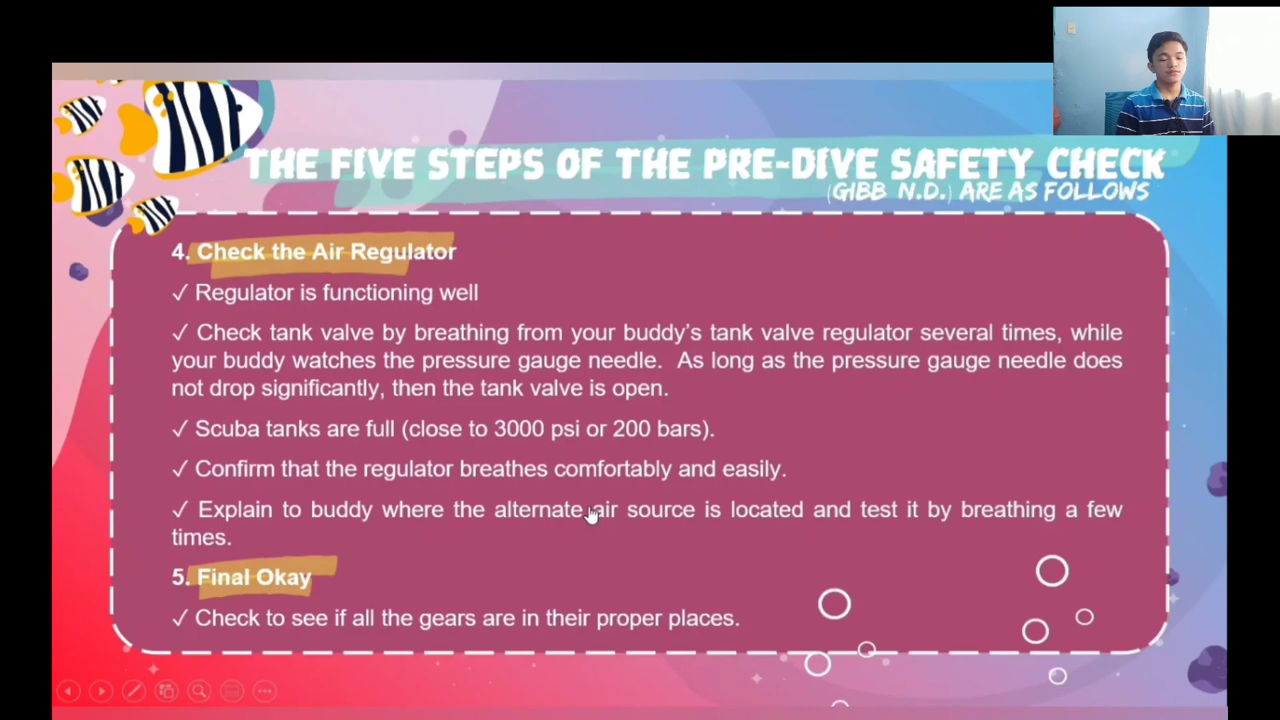 THE FIVE STEPS OF THE PRE-DIVE SAFETY CHECK
(GIBB N.D.) ARE AS FOLLOWS
4. Check the Air Regulator
✓ Regulator is functioning well
✓ Check tank valve by breathing from your buddy's tank valve regulator several times, while
your buddy watches the pressure gauge needle. As long as the pressure gauge needle does
not drop significantly, then the tank valve is open.
✓ Scuba tanks are full (close to 3000 psi or 200 bars).
✓ Confirm that the regulator breathes comfortably and easily.
✓ Explain to buddy where the alternate air source is located and test it by breathing a few
times.
5. Final Okay
✓ Check to see if all the gears are in their proper places.